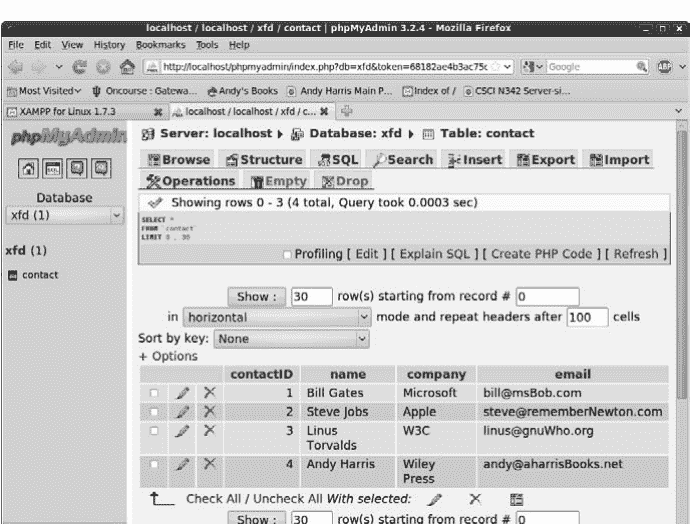 localhost / localhost / xfd / contact | phpMyAdmin 3.2.4 - Mozilla Firefox
File Edit View History Bookmarks Tools Help
http://localhost/phpmyadmin/index.php?db=xfd&token=68182ae4b3ac75c Google ABP
Most Visited Oncourse : Gatewa... Andy's Books Andy Harris Main P... Index of / CSCI N342 Server-si...
XAMPP for Linux 1.7.3 localhost / localhost / xfd / c...
phpMyAdmin
Server: localhost Database: xfd Table: contact
Browse Structure SQL Search Insert Export Import
Operations Empty Drop
Database
xfd (1)
xfd (1)
contact
Showing rows 0 - 3 (4 total, Query took 0.0003 sec)
SELECT *
FROM `contact`
LIMIT 0 , 30
Profiling [ Edit ] [ Explain SQL ] [ Create PHP Code ] [ Refresh ]
Show : 30 row(s) starting from record # 0
in horizontal mode and repeat headers after 100 cells
Sort by key: None
+ Options
contactID name company email
1 Bill Gates Microsoft bill@msBob.com
2 Steve Jobs Apple steve@rememberNewton.com
3 Linus Torvalds W3C linus@gnuWho.org
4 Andy Harris Wiley Press andy@aharrisBooks.net
Check All / Uncheck All With selected:
Show : 30 row(s) starting from record # 0